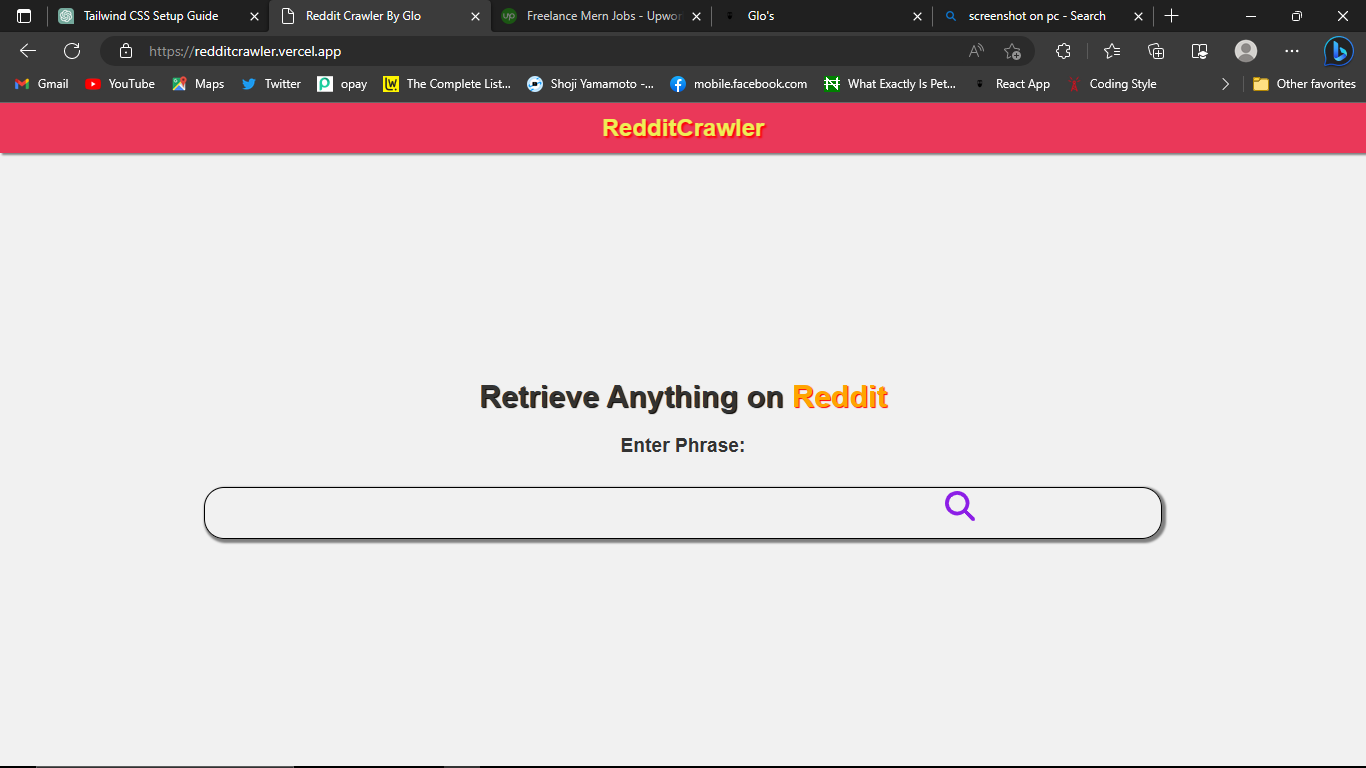 Tailwind CSS Setup Guide
Reddit Crawler By Glo
up Freelance Mern Jobs - Upwor
Glo's
screenshot on pc - Search
https://redditcrawler.vercel.app
Gmail YouTube Maps Twitter opay LW The Complete List... Shoji Yamamoto -... mobile.facebook.com What Exactly Is Pet... React App Coding Style Other favorites
RedditCrawler
Retrieve Anything on Reddit
Enter Phrase: